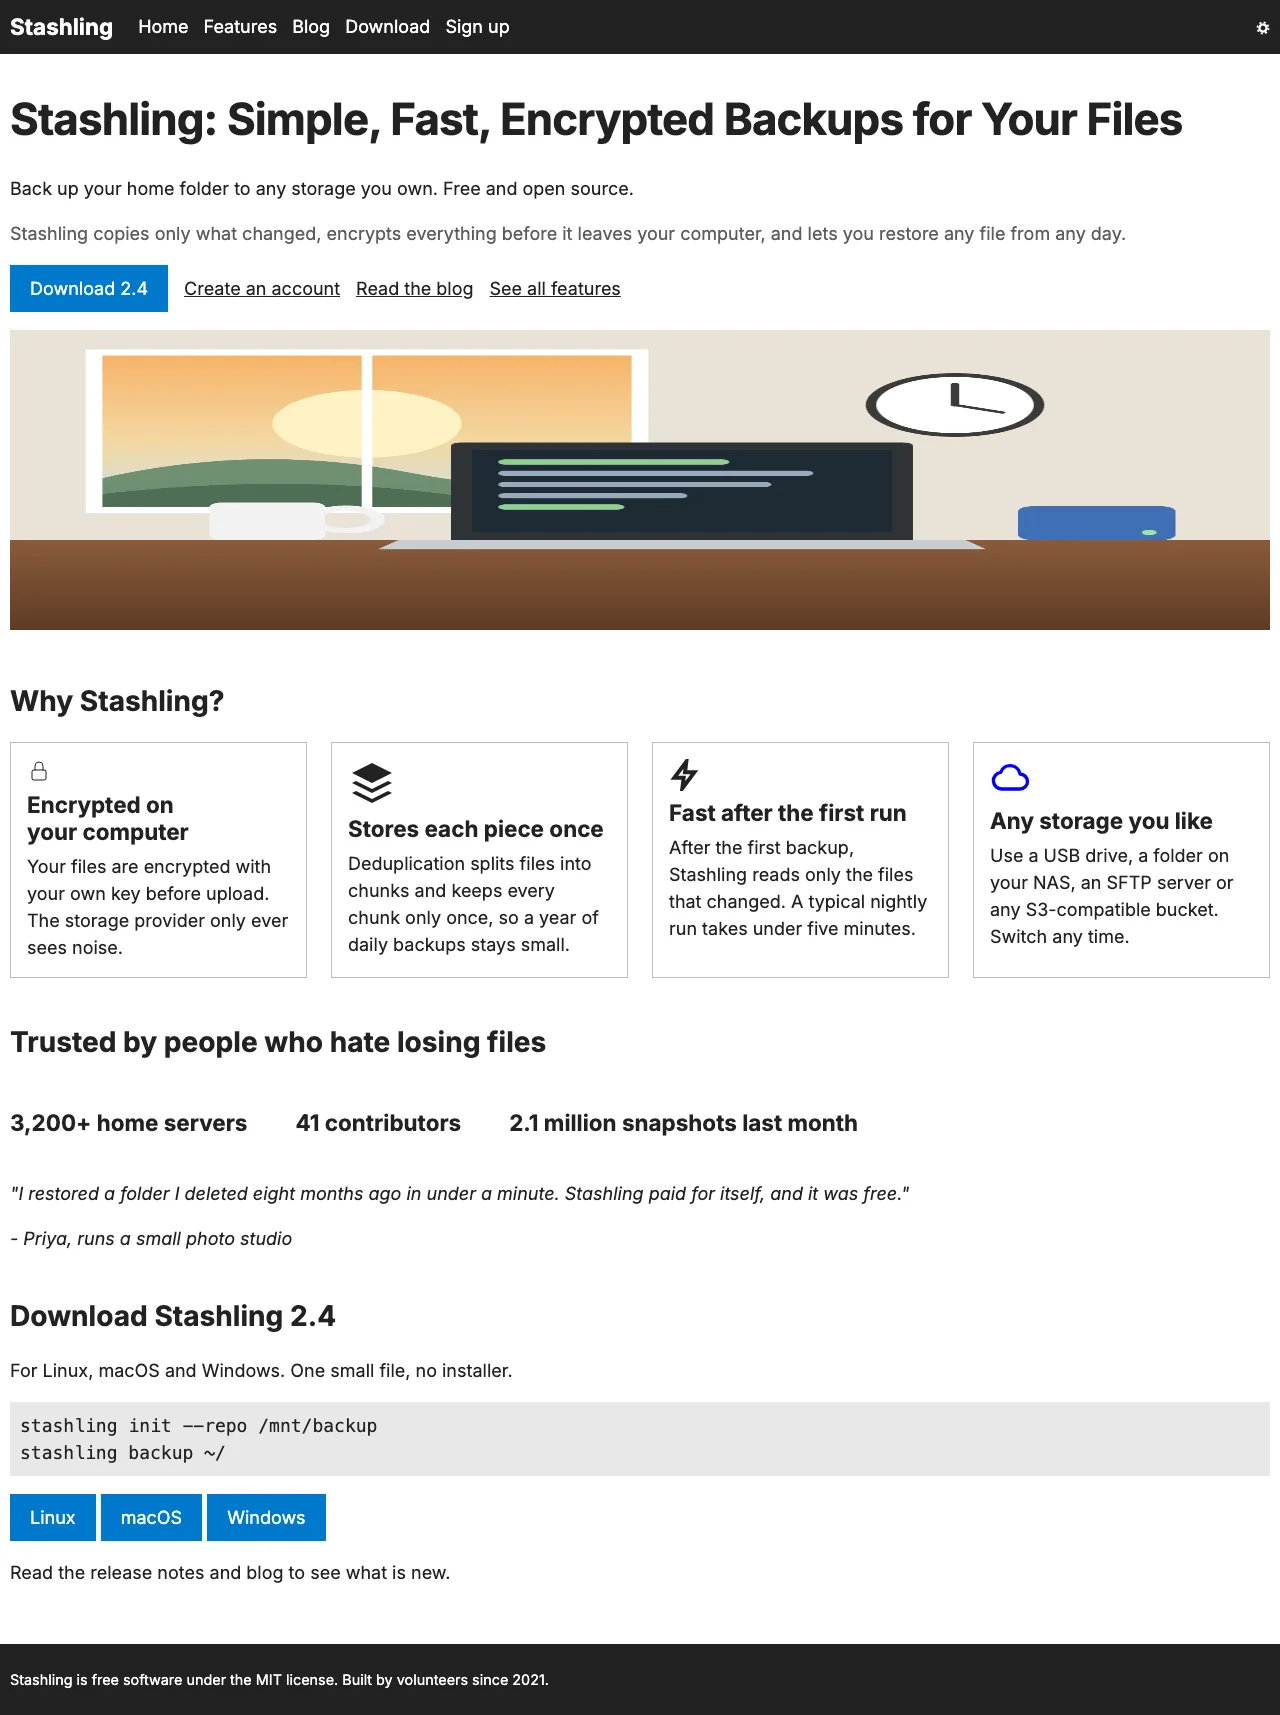 Stashling
Home Features Blog Download Sign up
Stashling: Simple, Fast, Encrypted Backups for Your Files
Back up your home folder to any storage you own. Free and open source.
Stashling copies only what changed, encrypts everything before it leaves your computer, and lets you restore any file from any day.
Download 2.4 Create an account Read the blog See all features
Why Stashling?
Encrypted on
your computer
Your files are encrypted with
your own key before upload.
The storage provider only ever
sees noise.
Stores each piece once
Deduplication splits files into
chunks and keeps every
chunk only once, so a year of
daily backups stays small.
Fast after the first run
After the first backup,
Stashling reads only the files
that changed. A typical nightly
run takes under five minutes.
Any storage you like
Use a USB drive, a folder on
your NAS, an SFTP server or
any S3-compatible bucket.
Switch any time.
Trusted by people who hate losing files
3,200+ home servers 41 contributors 2.1 million snapshots last month
"I restored a folder I deleted eight months ago in under a minute. Stashling paid for itself, and it was free."
- Priya, runs a small photo studio
Download Stashling 2.4
For Linux, macOS and Windows. One small file, no installer.
stashling init --repo /mnt/backup
stashling backup ~/
Linux macOS Windows
Read the release notes and blog to see what is new.
Stashling is free software under the MIT license. Built by volunteers since 2021.